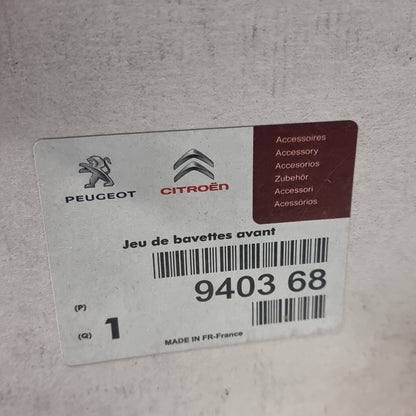 PEUGEOT
CITROËN
Accessoires
Accessory
Accesorios
Zubehör
Accessori
Acessórios
Jeu de bavettes avant
9403 68
(P)
(Q) 1
MADE IN FR-France